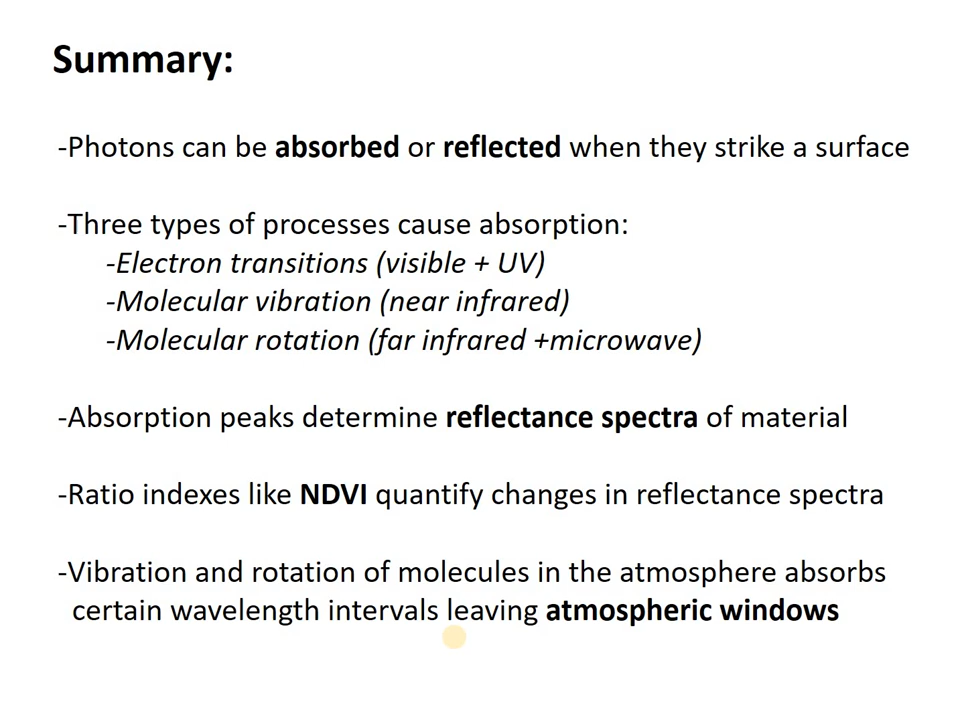 Summary:
-Photons can be absorbed or reflected when they strike a surface
-Three types of processes cause absorption:
-Electron transitions (visible + UV)
-Molecular vibration (near infrared)
-Molecular rotation (far infrared +microwave)
-Absorption peaks determine reflectance spectra of material
-Ratio indexes like NDVI quantify changes in reflectance spectra
-Vibration and rotation of molecules in the atmosphere absorbs
certain wavelength intervals leaving atmospheric windows